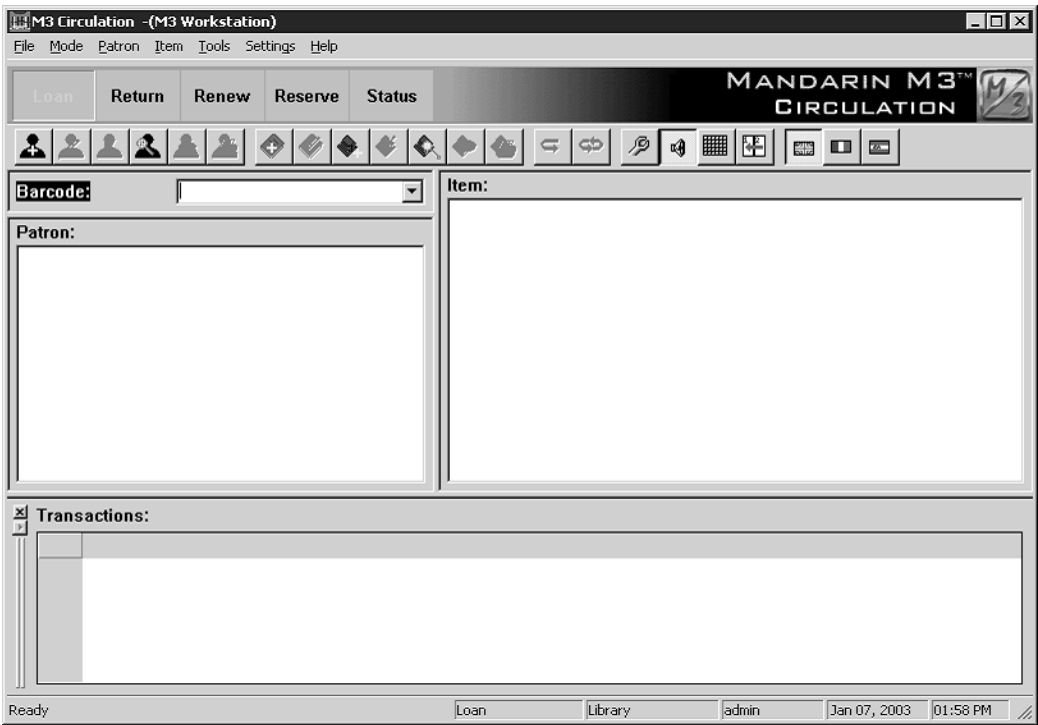 M3 Circulation -(M3 Workstation)
File Mode Patron Item Tools Settings Help
Loan Return Renew Reserve Status
MANDARIN M3™
CIRCULATION
M3
Barcode:
Item:
Patron:
Transactions:
Ready Loan Library admin Jan 07, 2003 01:58 PM